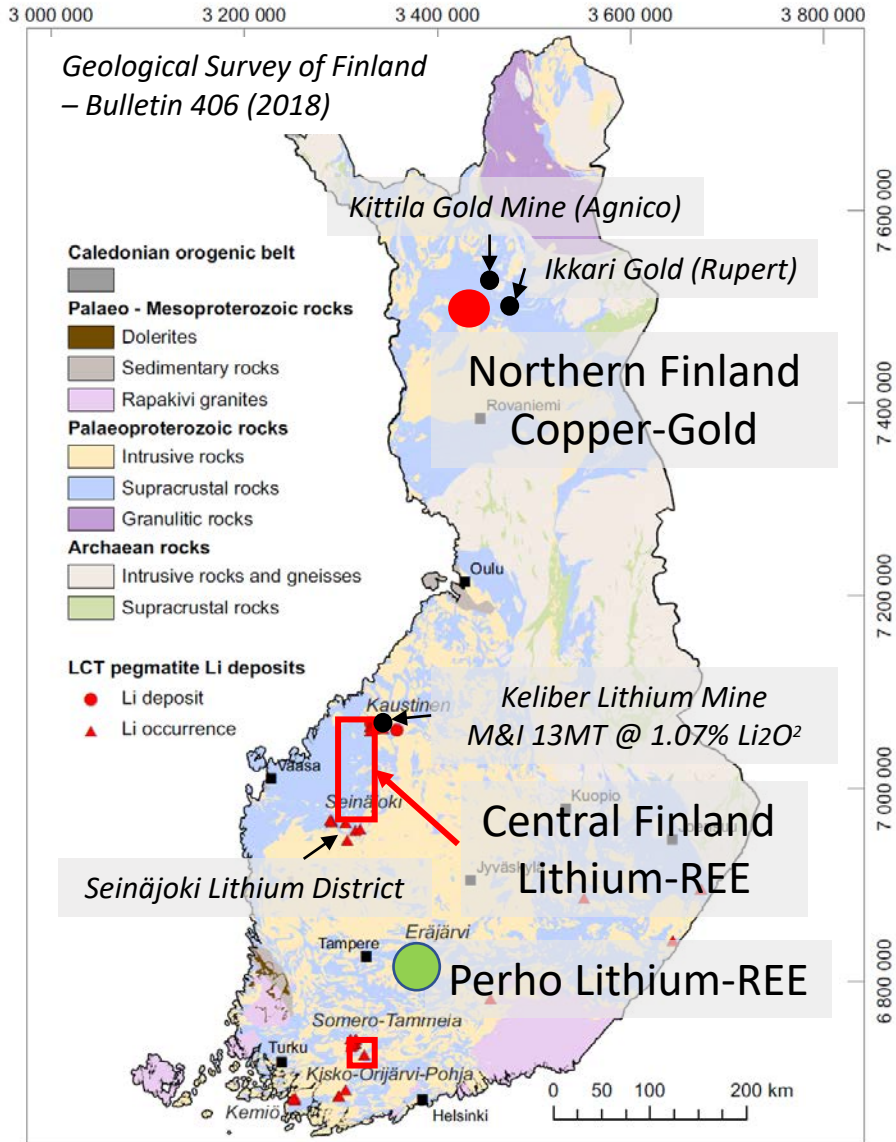 3 000 000
3 200 000
3 400 000
3 600 000
3 800 000
Geological Survey of Finland
– Bulletin 406 (2018)
Kittila Gold Mine (Agnico)
7 600 000
Ikkari Gold (Rupert)
Caledonian orogenic belt
Palaeo - Mesoproterozoic rocks
Dolerites
Sedimentary rocks
Rapakivi granites
Palaeoproterozoic rocks
Intrusive rocks
Supracrustal rocks
Granulitic rocks
Archaean rocks
Intrusive rocks and gneisses
Supracrustal rocks
Northern Finland
Copper-Gold
Rovaniemi
7 400 000
Oulu
7 200 000
LCT pegmatite Li deposits
Li deposit
Li occurrence
Kaustinen
Keliber Lithium Mine
M&I 13MT @ 1.07% Li2O²
Vaasa
7 000 000
Seinäjoki
Kuopio
Joensuu
Central Finland
Lithium-REE
Jyväskylä
Seinäjoki Lithium District
Eräjärvi
Tampere
Perho Lithium-REE
6 800 000
Somero-Tammela
Turku
Kisko-Orijärvi-Pohja
Kemiö
Helsinki
0 50 100 200 km